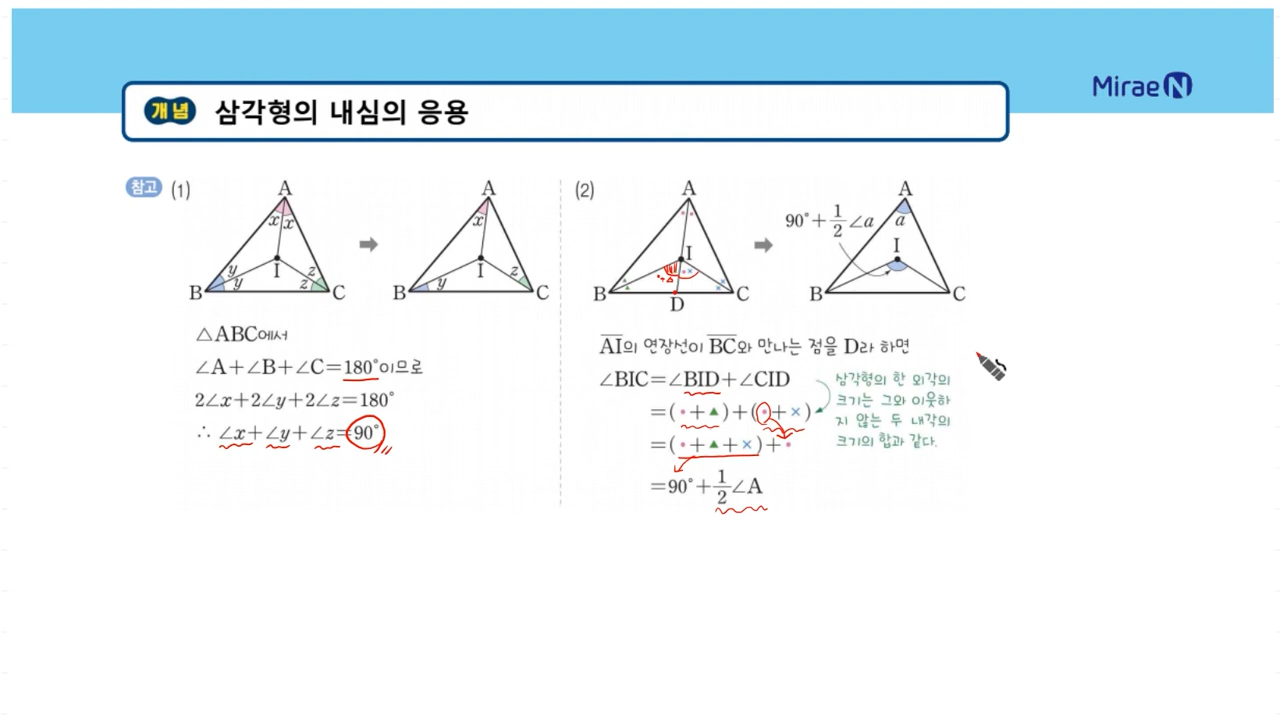 Mirae N
개념 삼각형의 내심의 응용
참고 (1)
A
x x
I
y y
z z
B C
A
x
I
y z
B C
△ABC에서
∠A+∠B+∠C=180°이므로
2∠x+2∠y+2∠z=180°
∴ ∠x+∠y+∠z=90°
(2)
A
I
•+▲
•×
B D C
90°+1/2∠a
A
a
I
B C
AI의 연장선이 BC와 만나는 점을 D라 하면
∠BIC=∠BID+∠CID
=(•+▲)+(•+×)
=(•+▲+×)+•
=90°+1/2∠A
삼각형의 한 외각의
크기는 그와 이웃하
지 않는 두 내각의
크기의 합과 같다.